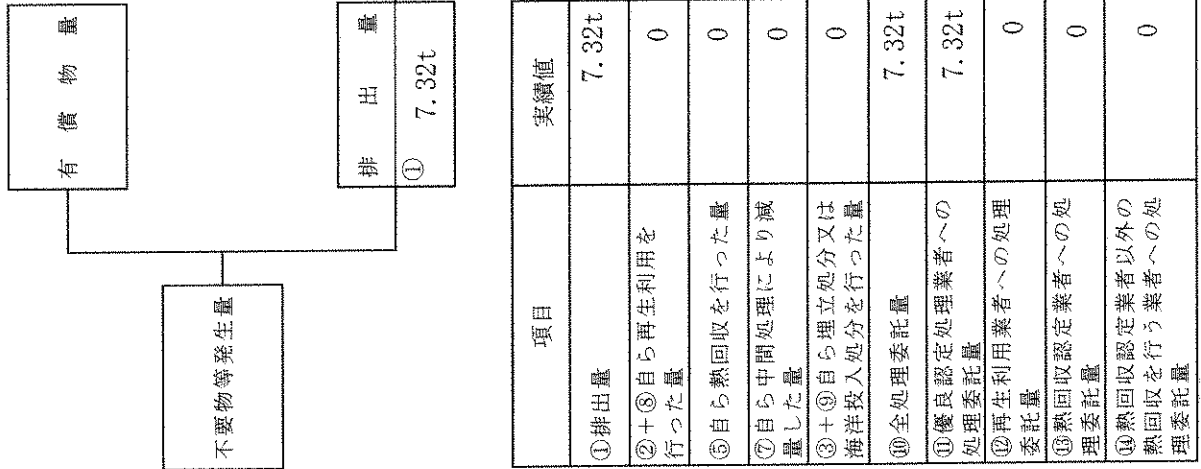 有償物量
不要物等発生量
排出量
① 7.32t
項目 実績値
①排出量 7.32t
②+⑧自ら再生利用を
行った量 0
⑤自ら熱回収を行った量 0
⑦自ら中間処理により減
量した量 0
③+⑨自ら埋立処分又は
海洋投入処分を行った量 0
⑩全処理委託量 7.32t
⑪優良認定処理業者への
処理委託量 7.32t
⑫再生利用業者への処理
委託量 0
⑬熱回収認定業者への処
理委託量 0
⑭熱回収認定業者以外の
熱回収を行う業者への処
理委託量 0